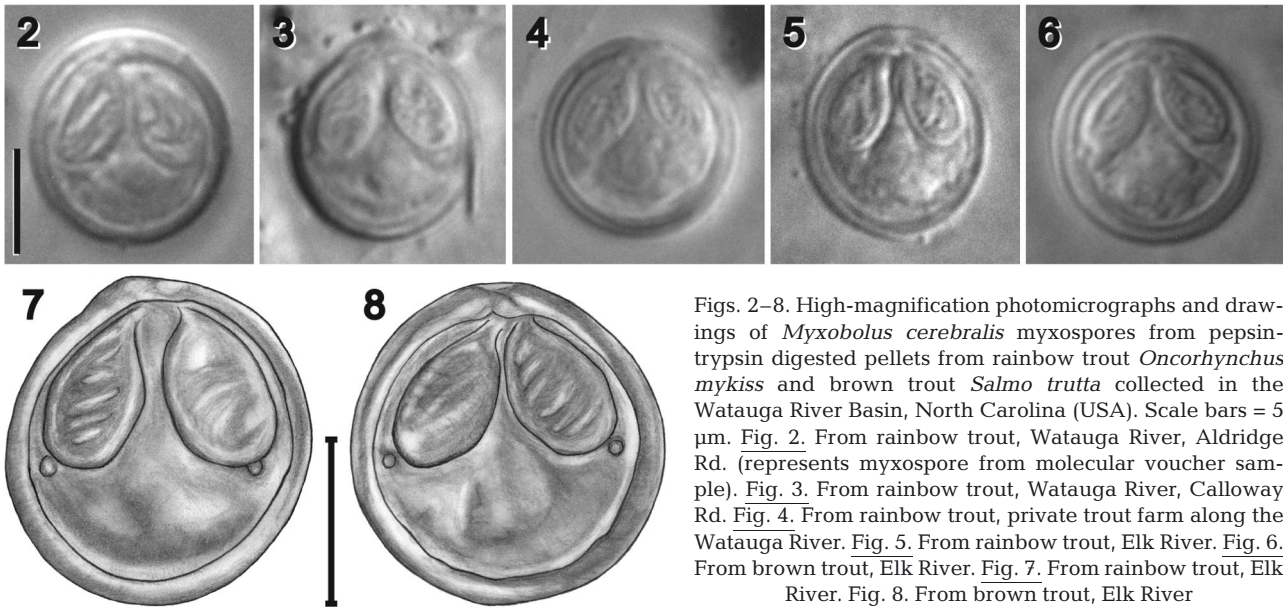 2
3
4
5
6
7
8
Figs. 2–8. High-magnification photomicrographs and draw-
ings of Myxobolus cerebralis myxospores from pepsin-
trypsin digested pellets from rainbow trout Oncorhynchus
mykiss and brown trout Salmo trutta collected in the
Watauga River Basin, North Carolina (USA). Scale bars = 5
µm. Fig. 2. From rainbow trout, Watauga River, Aldridge
Rd. (represents myxospore from molecular voucher sam-
ple). Fig. 3. From rainbow trout, Watauga River, Calloway
Rd. Fig. 4. From rainbow trout, private trout farm along the
Watauga River. Fig. 5. From rainbow trout, Elk River. Fig. 6.
From brown trout, Elk River. Fig. 7. From rainbow trout, Elk
River. Fig. 8. From brown trout, Elk River